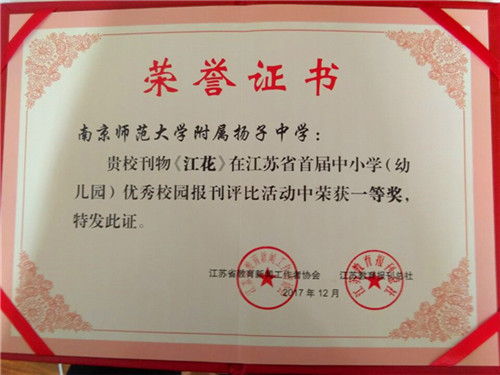 荣誉证书
南京师范大学附属扬子中学：
贵校刊物《江花》在江苏省首届中小学（幼
儿园）优秀校园报刊评比活动中荣获一等奖，
特发此证。
江苏省教育新闻工作者协会 江苏教育报刊总社
2017年12月